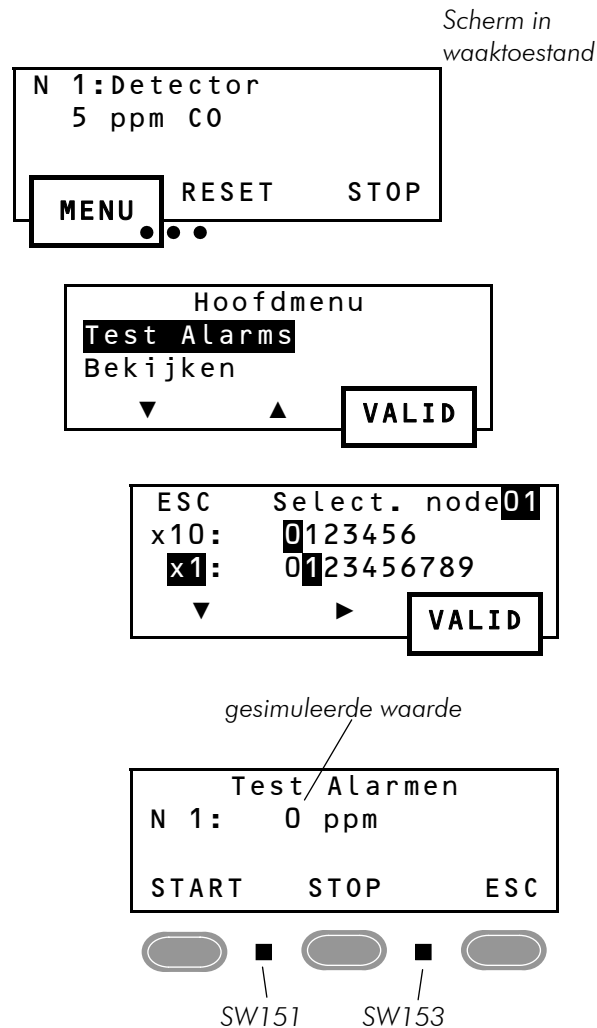 Scherm in
waaktoestand
N 1:Detector
5 ppm CO
MENU RESET STOP
Hoofdmenu
Test Alarms
Bekijken
▼ ▲ VALID
ESC Select. node01
x10: 0123456
x1: 0123456789
▼ ► VALID
gesimuleerde waarde
Test Alarmen
N 1: 0 ppm
START STOP ESC
SW151 SW153